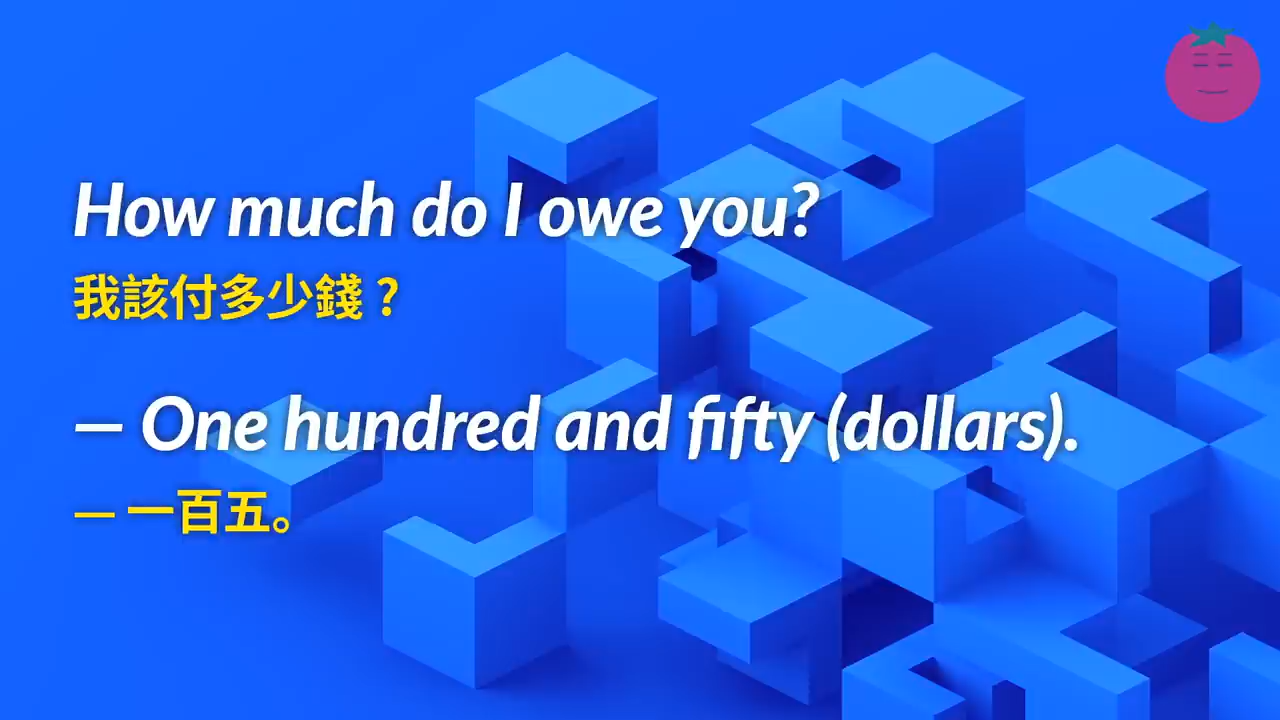 How much do I owe you?
我該付多少錢？
— One hundred and fifty (dollars).
— 一百五。